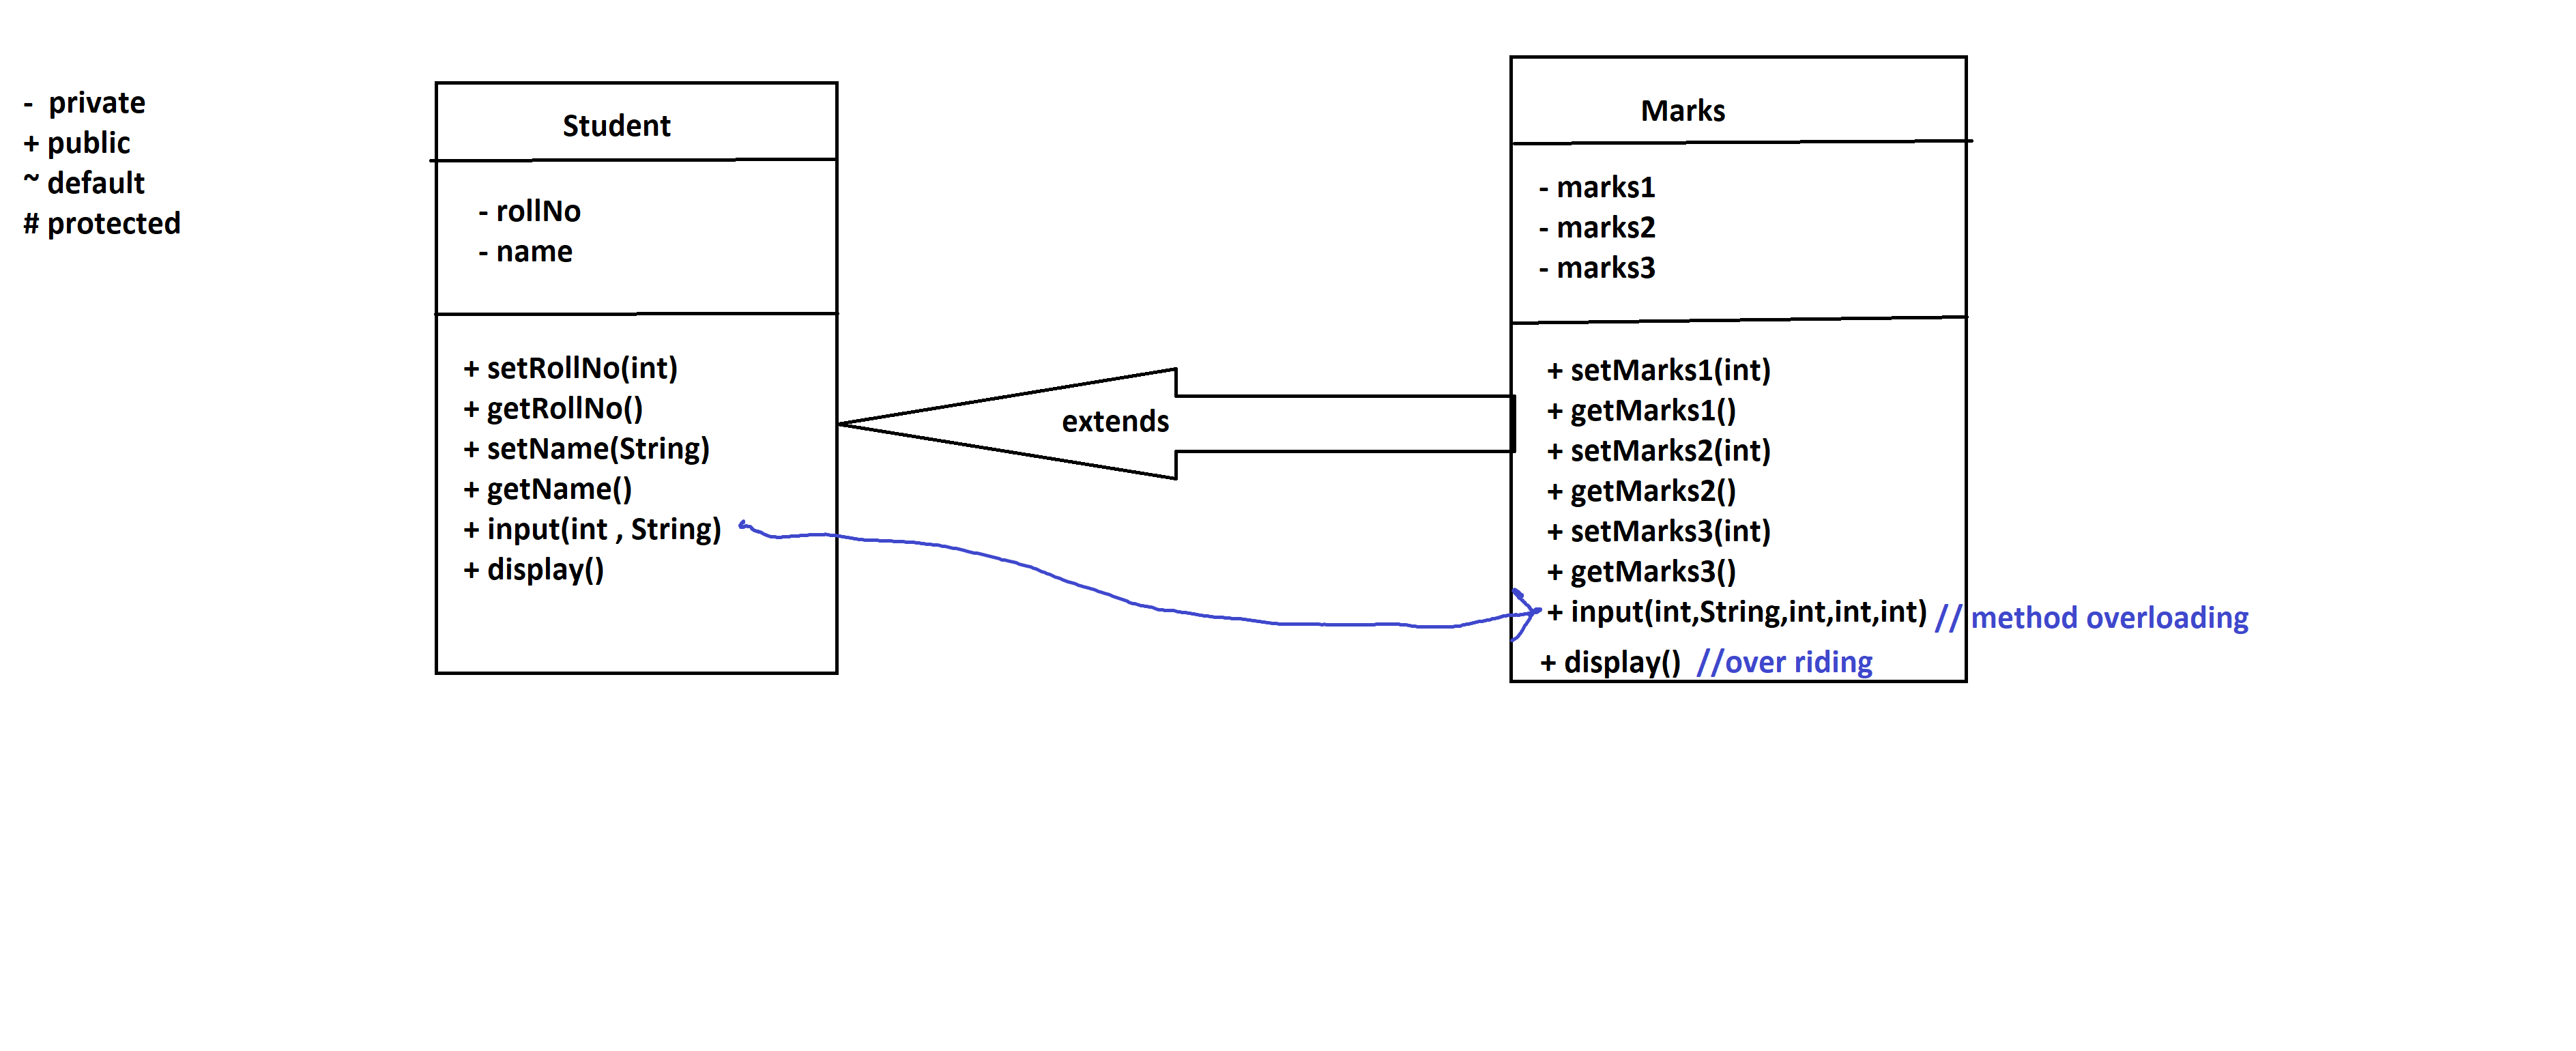 - private
+ public
~ default
# protected
Student
- rollNo
- name
+ setRollNo(int)
+ getRollNo()
+ setName(String)
+ getName()
+ input(int , String)
+ display()
extends
Marks
- marks1
- marks2
- marks3
+ setMarks1(int)
+ getMarks1()
+ setMarks2(int)
+ getMarks2()
+ setMarks3(int)
+ getMarks3()
+ input(int,String,int,int,int) // method overloading
+ display() //over riding